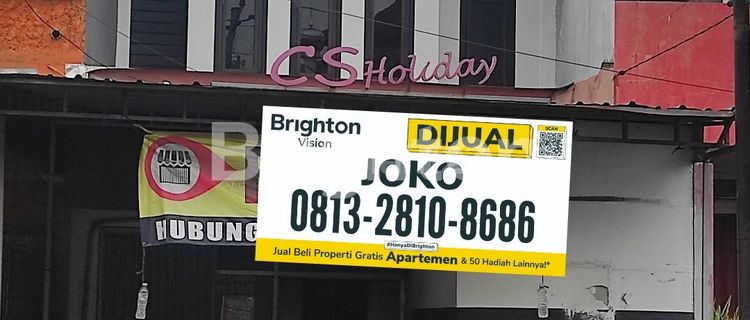 CS Holiday
Brighton
Vision
DIJUAL
SCAN
JOKO
0813-2810-8686
#HanyaDiBrighton
Jual Beli Properti Gratis Apartemen & 50 Hadiah Lainnya!*
HUBUNG